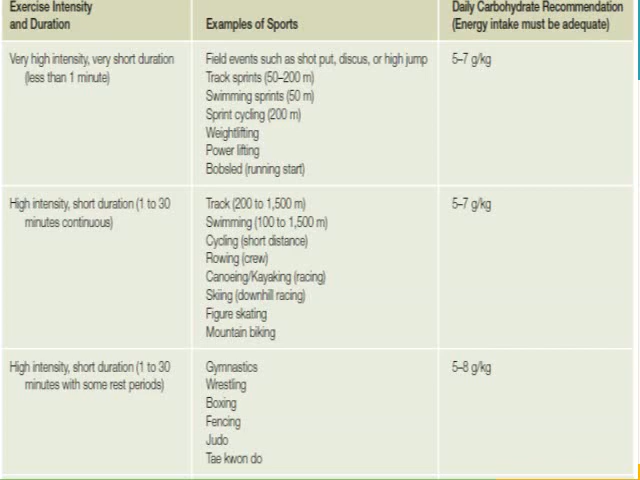 Exercise Intensity
and Duration
Examples of Sports
Daily Carbohydrate Recommendation
(Energy intake must be adequate)
Very high intensity, very short duration
(less than 1 minute)
Field events such as shot put, discus, or high jump
Track sprints (50–200 m)
Swimming sprints (50 m)
Sprint cycling (200 m)
Weightlifting
Power lifting
Bobsled (running start)
5–7 g/kg
High intensity, short duration (1 to 30
minutes continuous)
Track (200 to 1,500 m)
Swimming (100 to 1,500 m)
Cycling (short distance)
Rowing (crew)
Canoeing/Kayaking (racing)
Skiing (downhill racing)
Figure skating
Mountain biking
5–7 g/kg
High intensity, short duration (1 to 30
minutes with some rest periods)
Gymnastics
Wrestling
Boxing
Fencing
Judo
Tae kwon do
5–8 g/kg